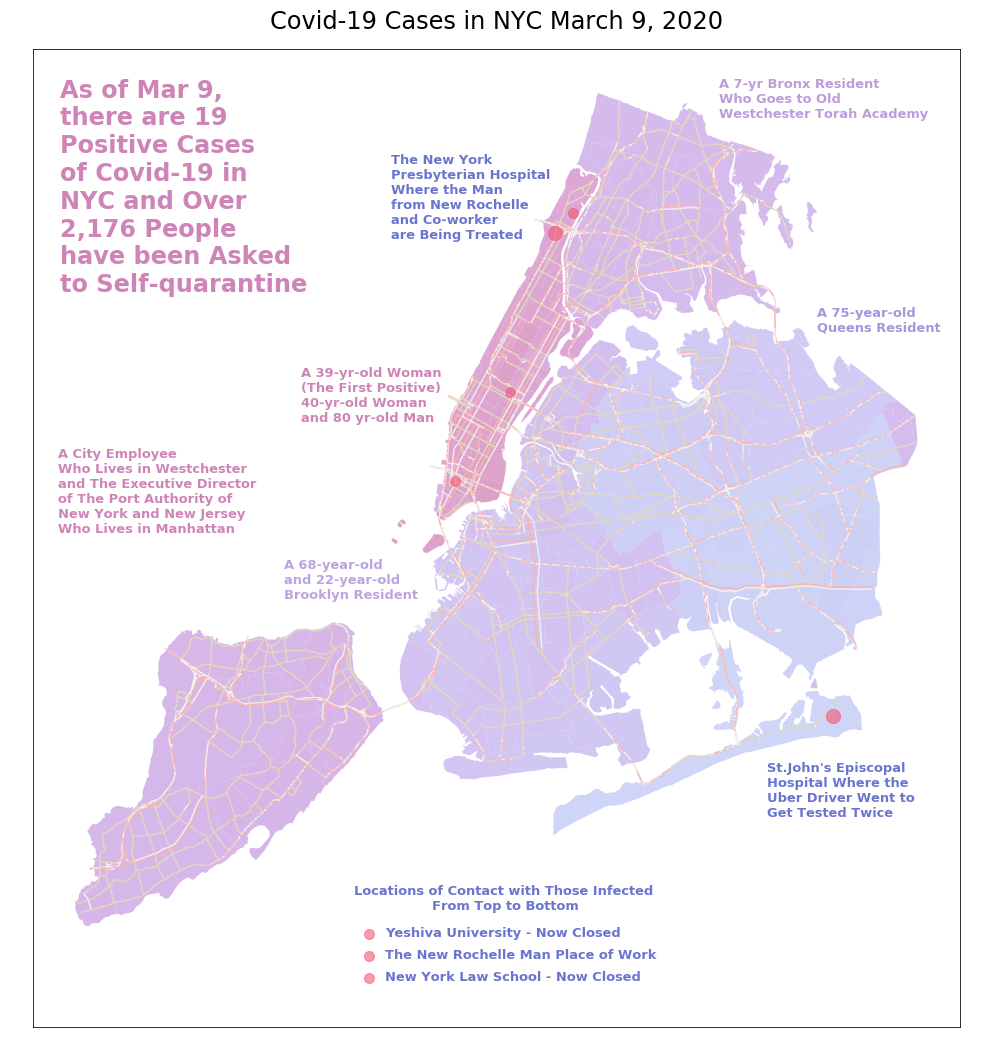 Covid-19 Cases in NYC March 9, 2020
As of Mar 9,
there are 19
Positive Cases
of Covid-19 in
NYC and Over
2,176 People
have been Asked
to Self-quarantine
A 7-yr Bronx Resident
Who Goes to Old
Westchester Torah Academy
The New York
Presbyterian Hospital
Where the Man
from New Rochelle
and Co-worker
are Being Treated
A 75-year-old
Queens Resident
A 39-yr-old Woman
(The First Positive)
40-yr-old Woman
and 80 yr-old Man
A City Employee
Who Lives in Westchester
and The Executive Director
of The Port Authority of
New York and New Jersey
Who Lives in Manhattan
A 68-year-old
and 22-year-old
Brooklyn Resident
St.John's Episcopal
Hospital Where the
Uber Driver Went to
Get Tested Twice
Locations of Contact with Those Infected
From Top to Bottom
Yeshiva University - Now Closed
The New Rochelle Man Place of Work
New York Law School - Now Closed